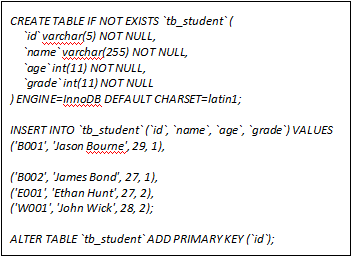 CREATE TABLE IF NOT EXISTS `tb_student` (
`id` varchar(5) NOT NULL,
`name` varchar(255) NOT NULL,
`age` int(11) NOT NULL,
`grade` int(11) NOT NULL
) ENGINE=InnoDB DEFAULT CHARSET=latin1;
INSERT INTO `tb_student` (`id`, `name`, `age`, `grade`) VALUES
('B001', 'Jason Bourne', 29, 1),
('B002', 'James Bond', 27, 1),
('E001', 'Ethan Hunt', 27, 2),
('W001', 'John Wick', 28, 2);
ALTER TABLE `tb_student` ADD PRIMARY KEY (`id`);